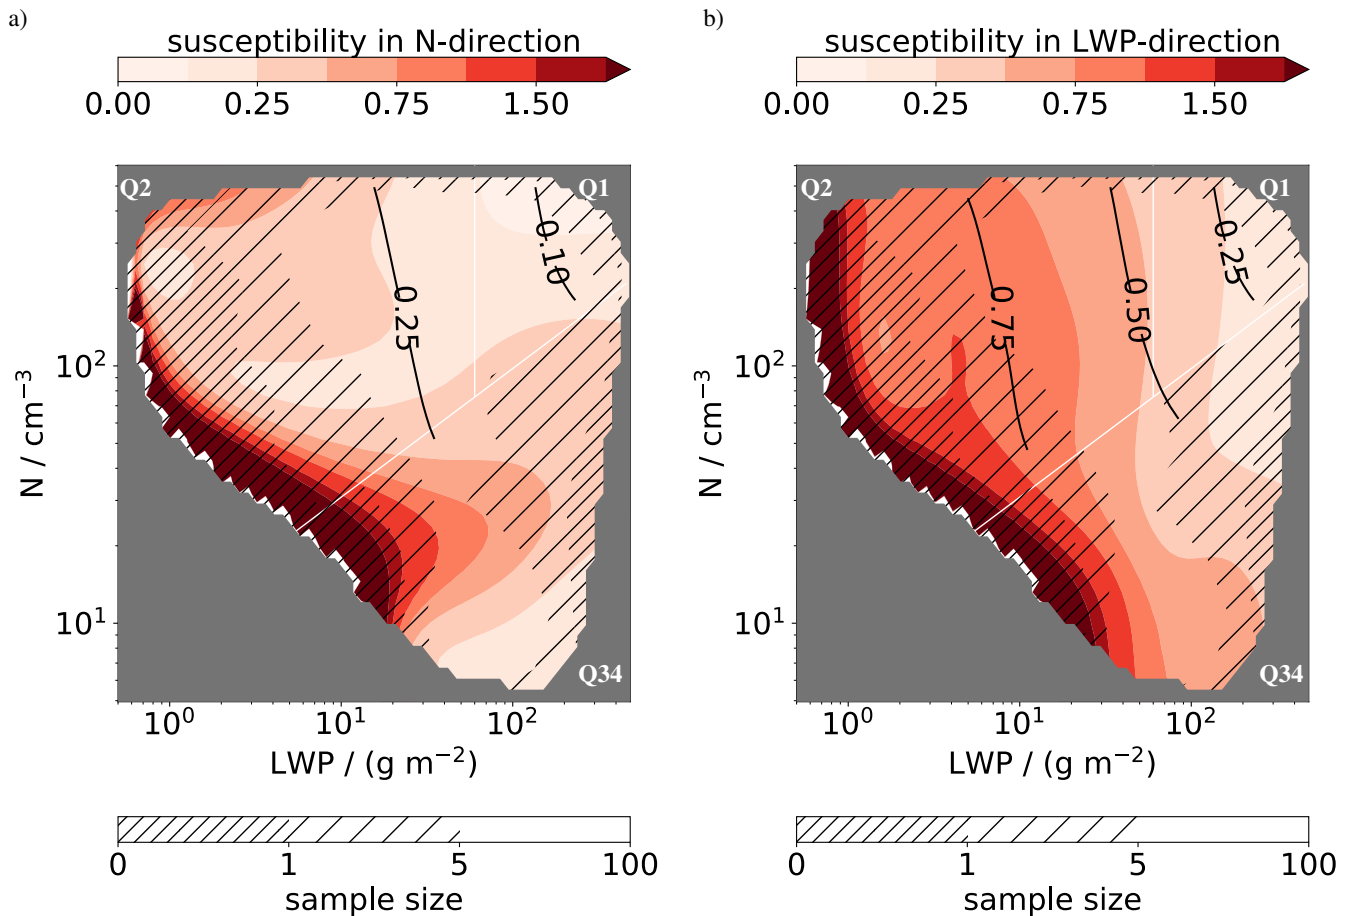 a)
susceptibility in N-direction
0.00 0.25 0.75 1.50
Q2 Q1
0.10
0.25
10²
N / cm⁻³
10¹
Q34
10⁰ 10¹ 10²
LWP / (g m⁻²)
0 1 5 100
sample size
b)
susceptibility in LWP-direction
0.00 0.25 0.75 1.50
Q2 Q1
0.25
0.50
0.75
10²
N / cm⁻³
10¹
Q34
10⁰ 10¹ 10²
LWP / (g m⁻²)
0 1 5 100
sample size